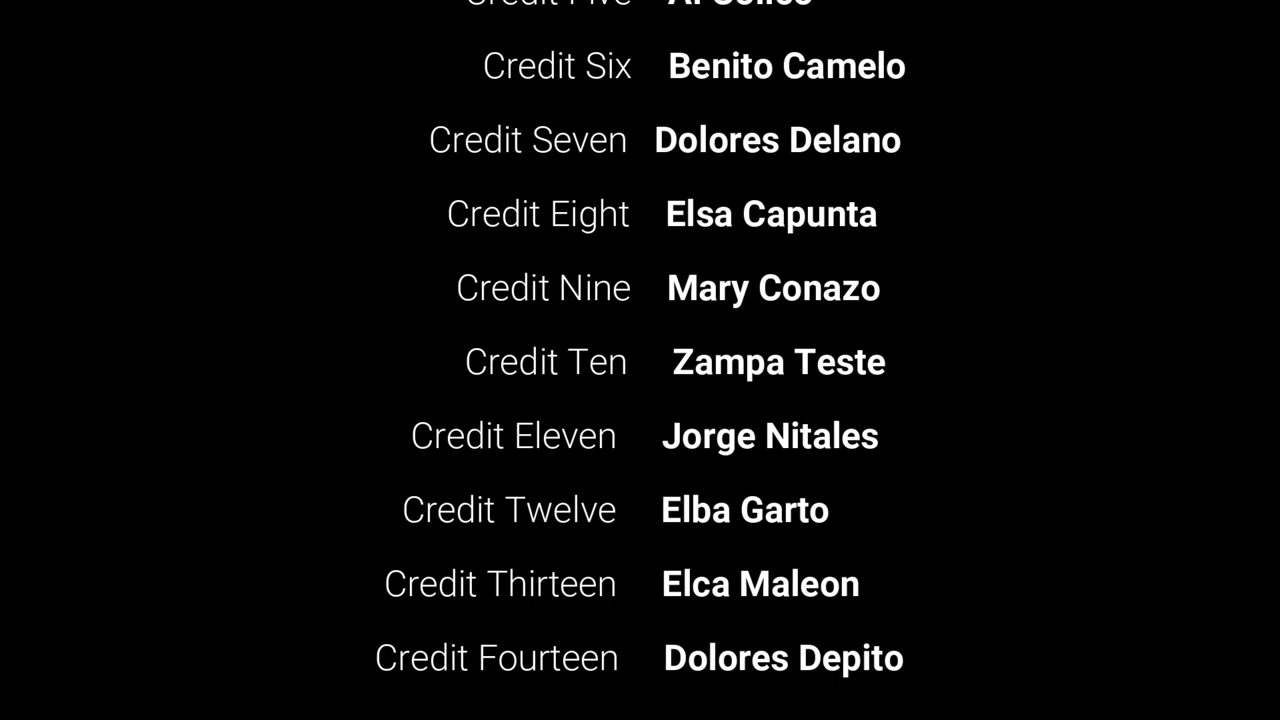 Credit Six Benito Camelo
Credit Seven Dolores Delano
Credit Eight Elsa Capunta
Credit Nine Mary Conazo
Credit Ten Zampa Teste
Credit Eleven Jorge Nitales
Credit Twelve Elba Garto
Credit Thirteen Elca Maleon
Credit Fourteen Dolores Depito